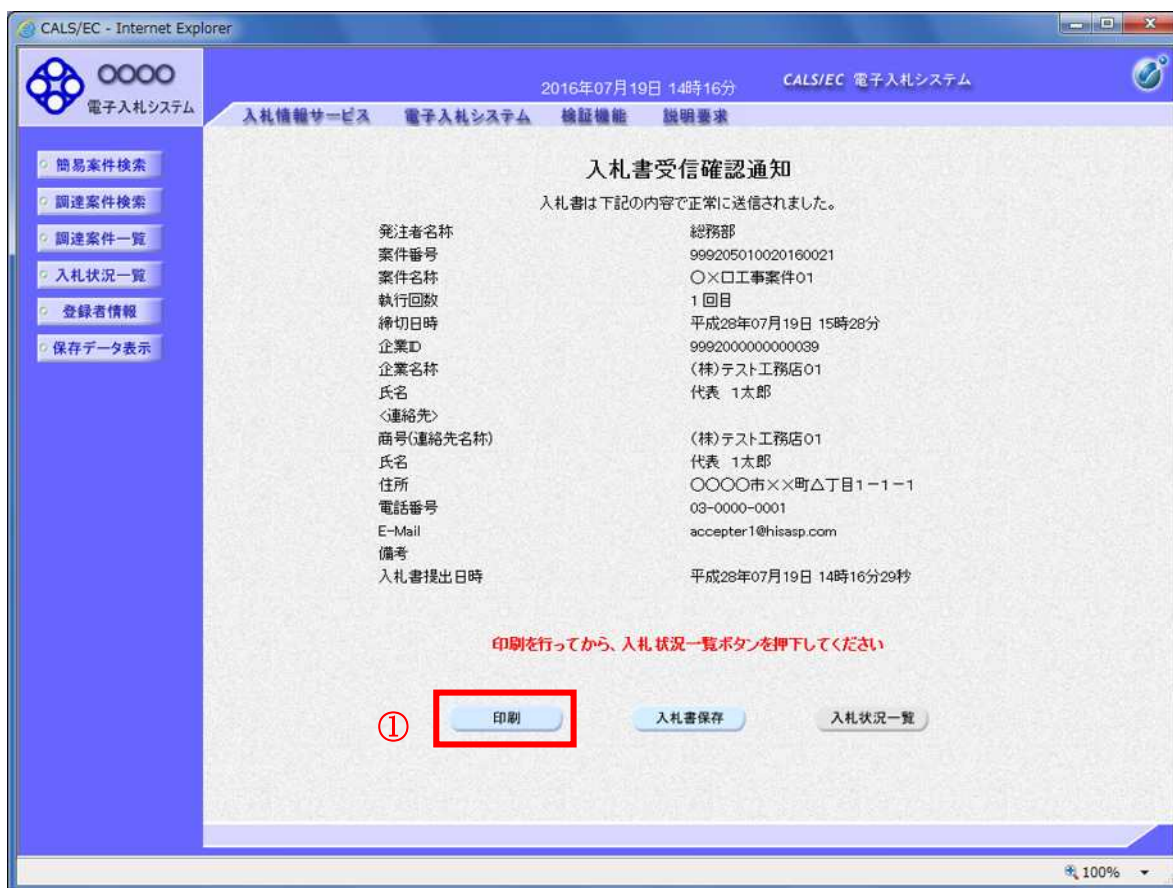 CALS/EC - Internet Explorer
〇〇〇〇
電子入札システム
2016年07月19日 14時16分
CALS/EC 電子入札システム
入札情報サービス 電子入札システム 検証機能 説明要求
簡易案件検索
調達案件検索
調達案件一覧
入札状況一覧
登録者情報
保存データ表示
入札書受信確認通知
入札書は下記の内容で正常に送信されました。
発注者名称 総務部
案件番号 999205010020160021
案件名称 〇×口工事案件01
執行回数 1回目
締切日時 平成28年07月19日 15時28分
企業ID 9992000000000039
企業名称 (株)テスト工務店01
氏名 代表 1太郎
<連絡先>
商号(連絡先名称) (株)テスト工務店01
氏名 代表 1太郎
住所 〇〇〇〇市××町△丁目1-1-1
電話番号 03-0000-0001
E-Mail accepter1@hisasp.com
備考
入札書提出日時 平成28年07月19日 14時16分29秒
印刷を行ってから、入札状況一覧ボタンを押下してください
① 印刷 入札書保存 入札状況一覧
100%